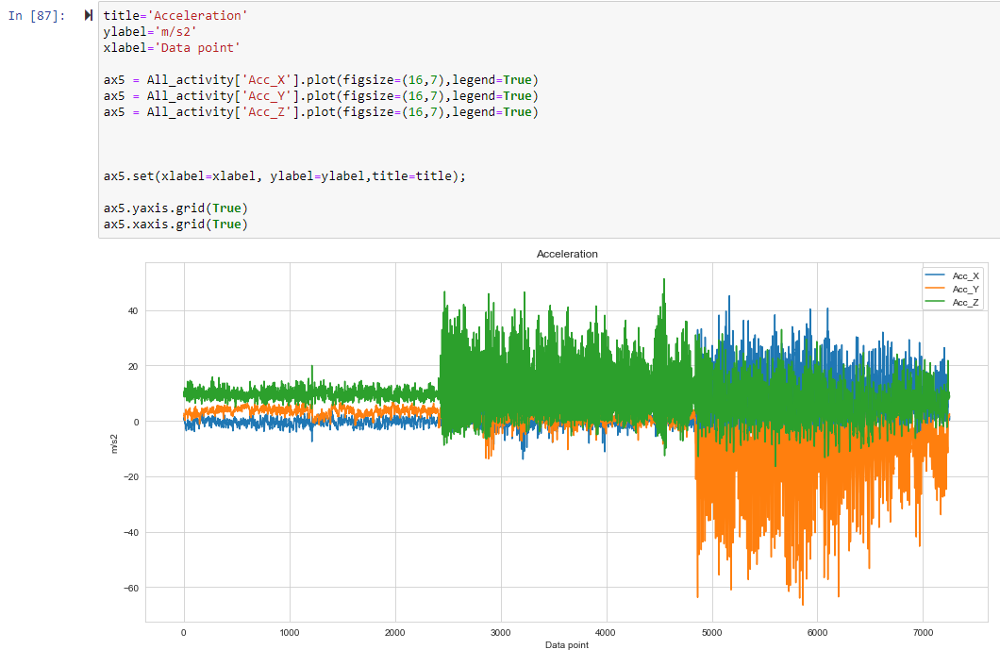 In [87]:
title='Acceleration'
ylabel='m/s2'
xlabel='Data point'
ax5 = All_activity['Acc_X'].plot(figsize=(16,7),legend=True)
ax5 = All_activity['Acc_Y'].plot(figsize=(16,7),legend=True)
ax5 = All_activity['Acc_Z'].plot(figsize=(16,7),legend=True)
ax5.set(xlabel=xlabel, ylabel=ylabel,title=title);
ax5.yaxis.grid(True)
ax5.xaxis.grid(True)
Acceleration
Acc_X
Acc_Y
Acc_Z
40
20
0
−20
−40
−60
m/s2
0 1000 2000 3000 4000 5000 6000 7000
Data point